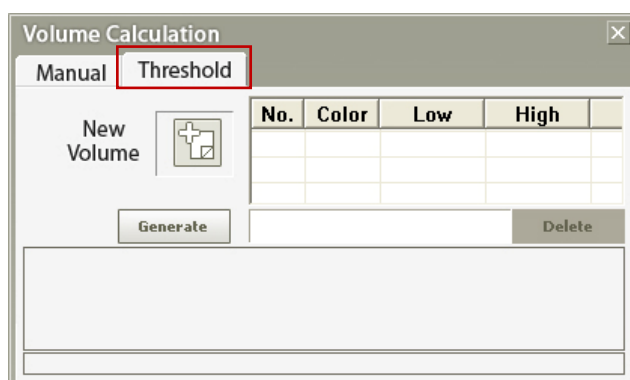 Volume Calculation
Manual Threshold
New
Volume
No. Color Low High
Generate Delete